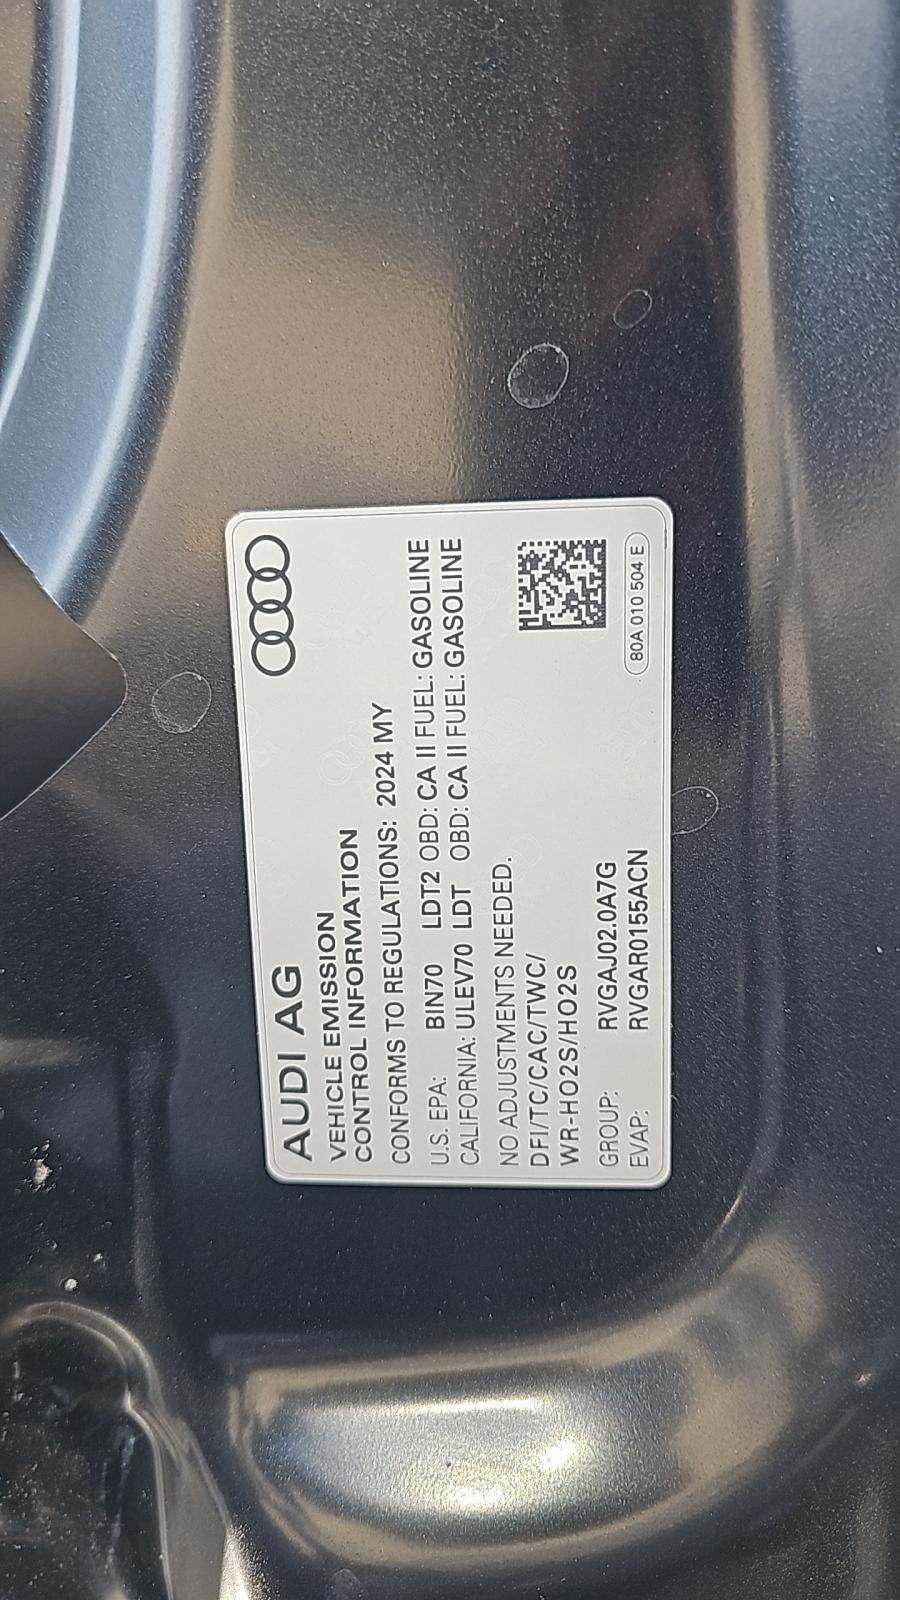 AUDI AG
VEHICLE EMISSION
CONTROL INFORMATION
CONFORMS TO REGULATIONS: 2024 MY
U.S. EPA: BIN70 LDT2 OBD: CA II FUEL: GASOLINE
CALIFORNIA: ULEV70 LDT OBD: CA II FUEL: GASOLINE
NO ADJUSTMENTS NEEDED.
DFI/TC/CAC/TWC/
WR-HO2S/HO2S
GROUP: RVGAJ02.0A7G
EVAP: RVGAR0155ACN
80A 010 504 E